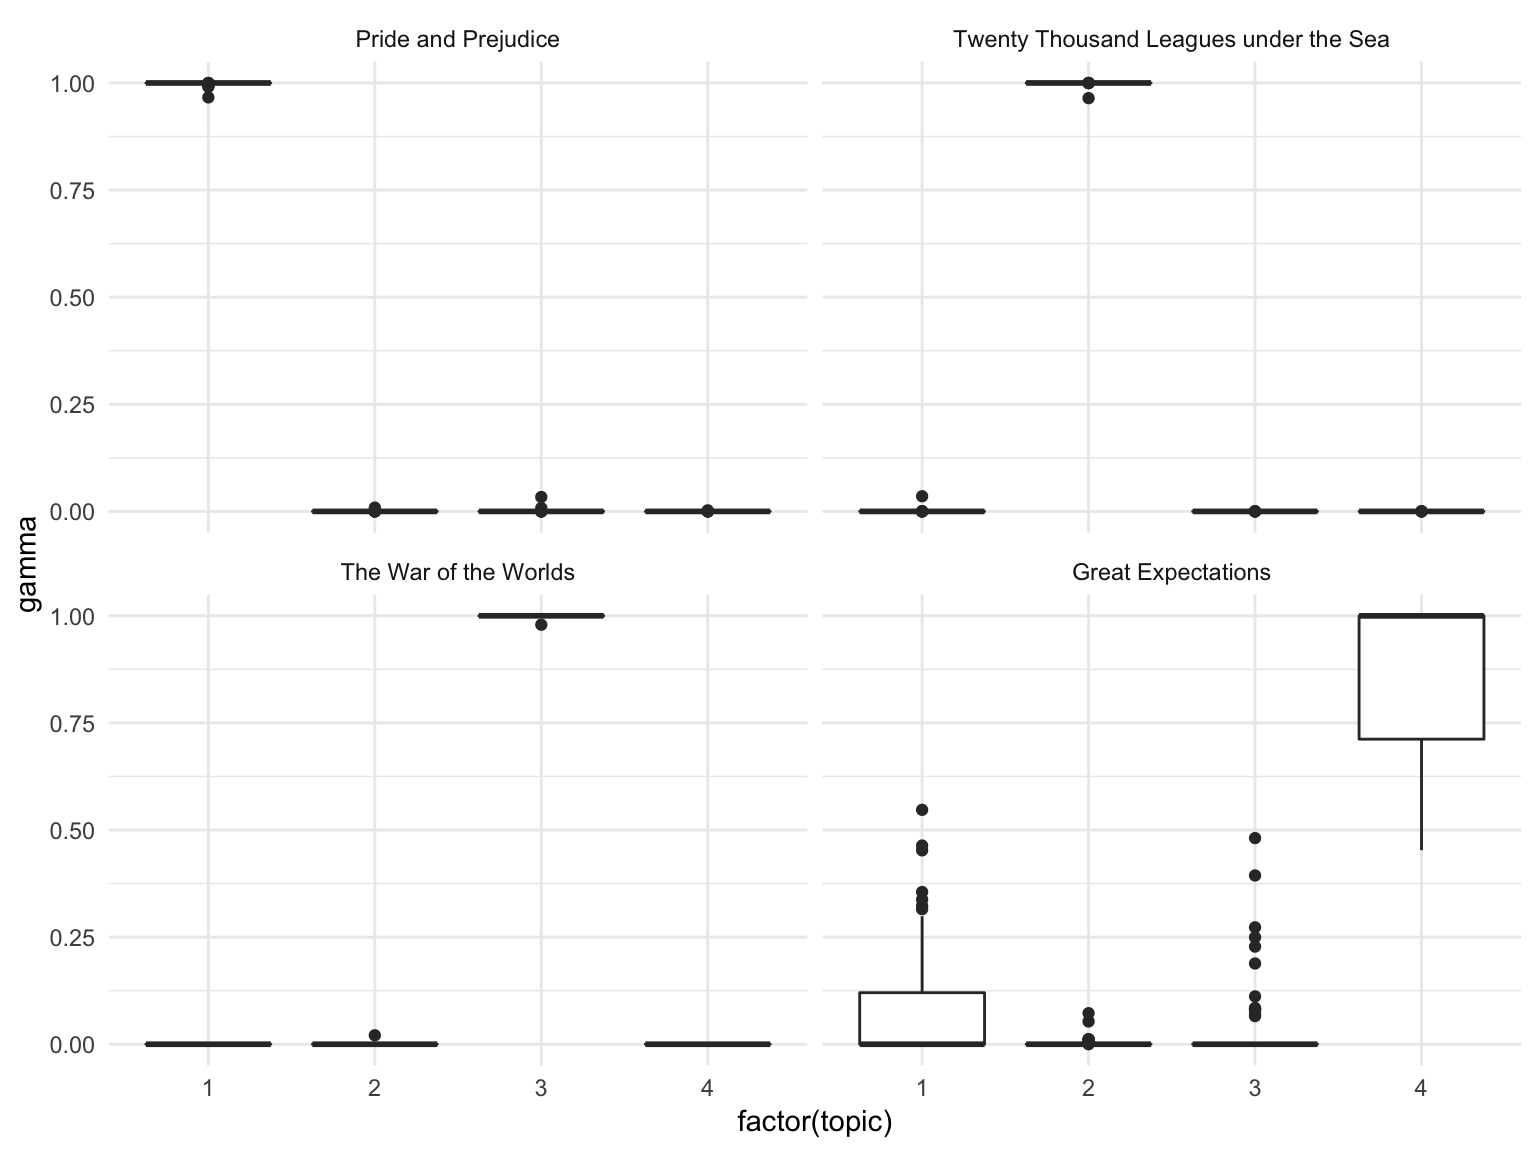 Pride and Prejudice
Twenty Thousand Leagues under the Sea
1.00
0.75
0.50
0.25
0.00
The War of the Worlds
Great Expectations
1.00
0.75
0.50
0.25
0.00
1 2 3 4
1 2 3 4
factor(topic)
gamma